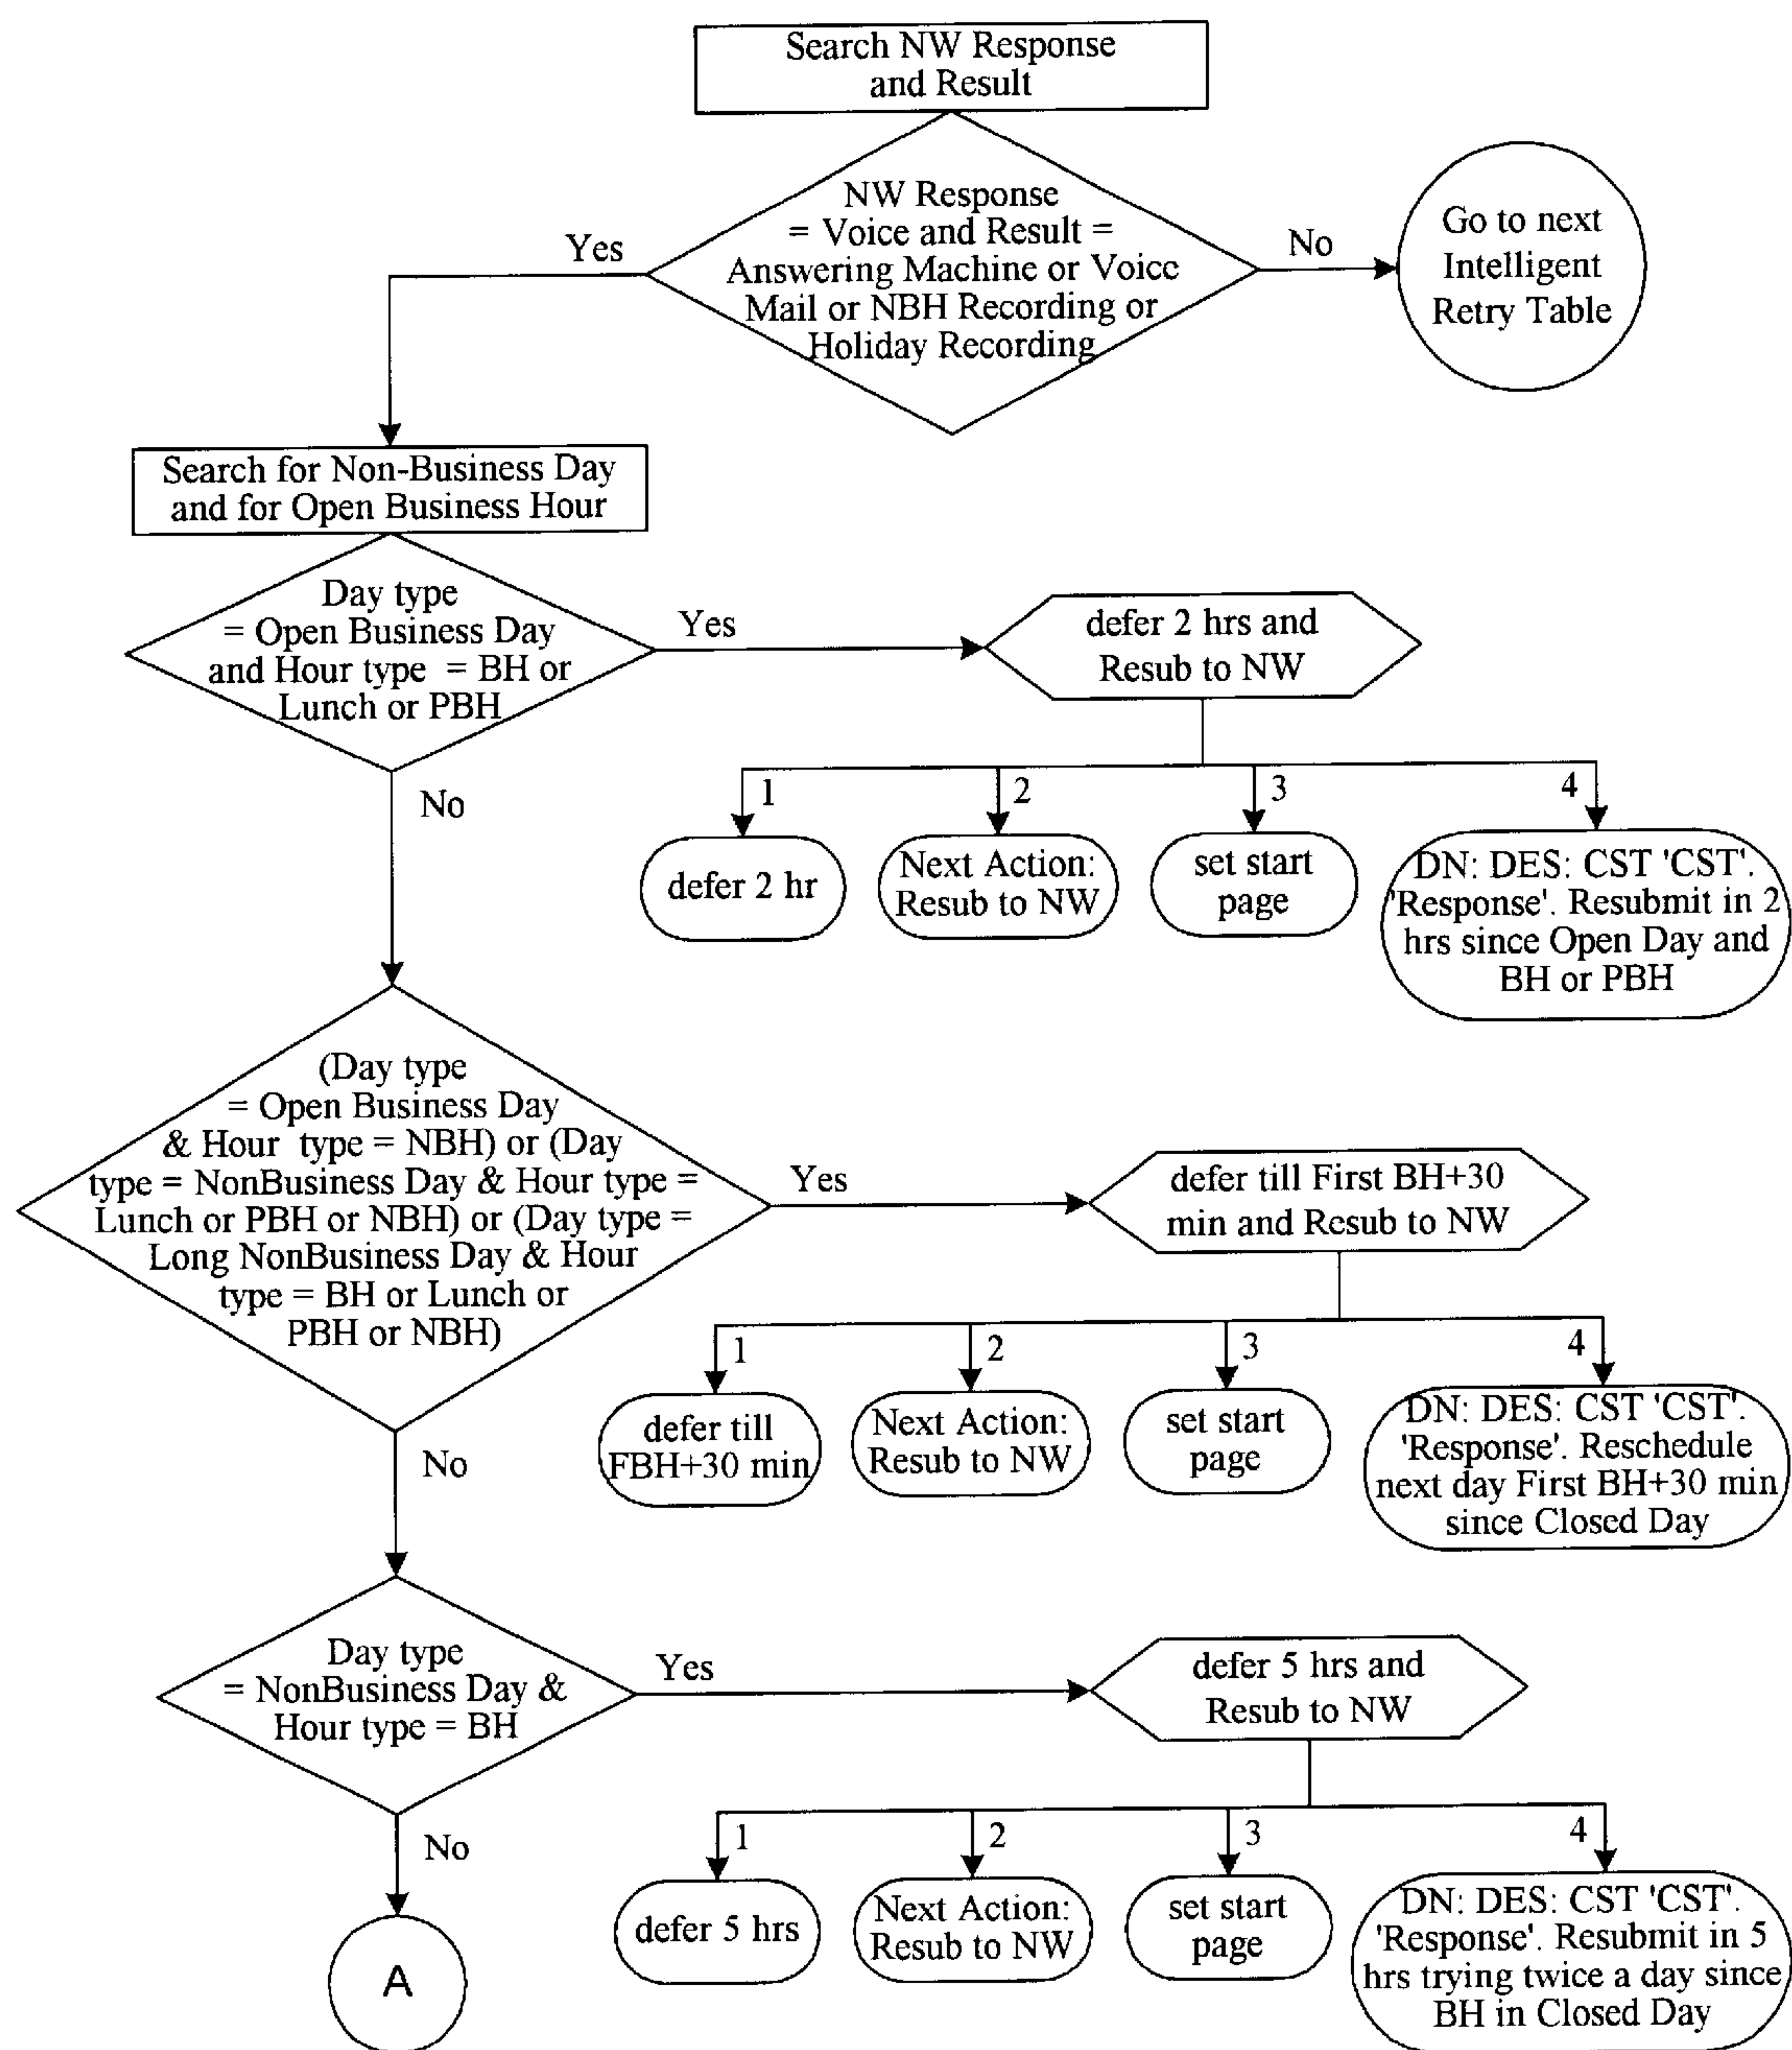 Search NW Response
and Result
NW Response
= Voice and Result =
Answering Machine or Voice
Mail or NBH Recording or
Holiday Recording
Yes
No
Go to next
Intelligent
Retry Table
Search for Non-Business Day
and for Open Business Hour
Day type
= Open Business Day
and Hour type = BH or
Lunch or PBH
Yes
defer 2 hrs and
Resub to NW
No
1
2
3
4
defer 2 hr
Next Action:
Resub to NW
set start
page
DN: DES: CST 'CST'.
'Response'. Resubmit in 2
hrs since Open Day and
BH or PBH
(Day type
= Open Business Day
& Hour type = NBH) or (Day
type = NonBusiness Day & Hour type =
Lunch or PBH or NBH) or (Day type =
Long NonBusiness Day & Hour
type = BH or Lunch or
PBH or NBH)
Yes
defer till First BH+30
min and Resub to NW
No
1
2
3
4
defer till
FBH+30 min
Next Action:
Resub to NW
set start
page
DN: DES: CST 'CST'.
'Response'. Reschedule
next day First BH+30 min
since Closed Day
Day type
= NonBusiness Day &
Hour type = BH
Yes
defer 5 hrs and
Resub to NW
No
1
2
3
4
defer 5 hrs
Next Action:
Resub to NW
set start
page
DN: DES: CST 'CST'.
'Response'. Resubmit in 5
hrs trying twice a day since
BH in Closed Day
A